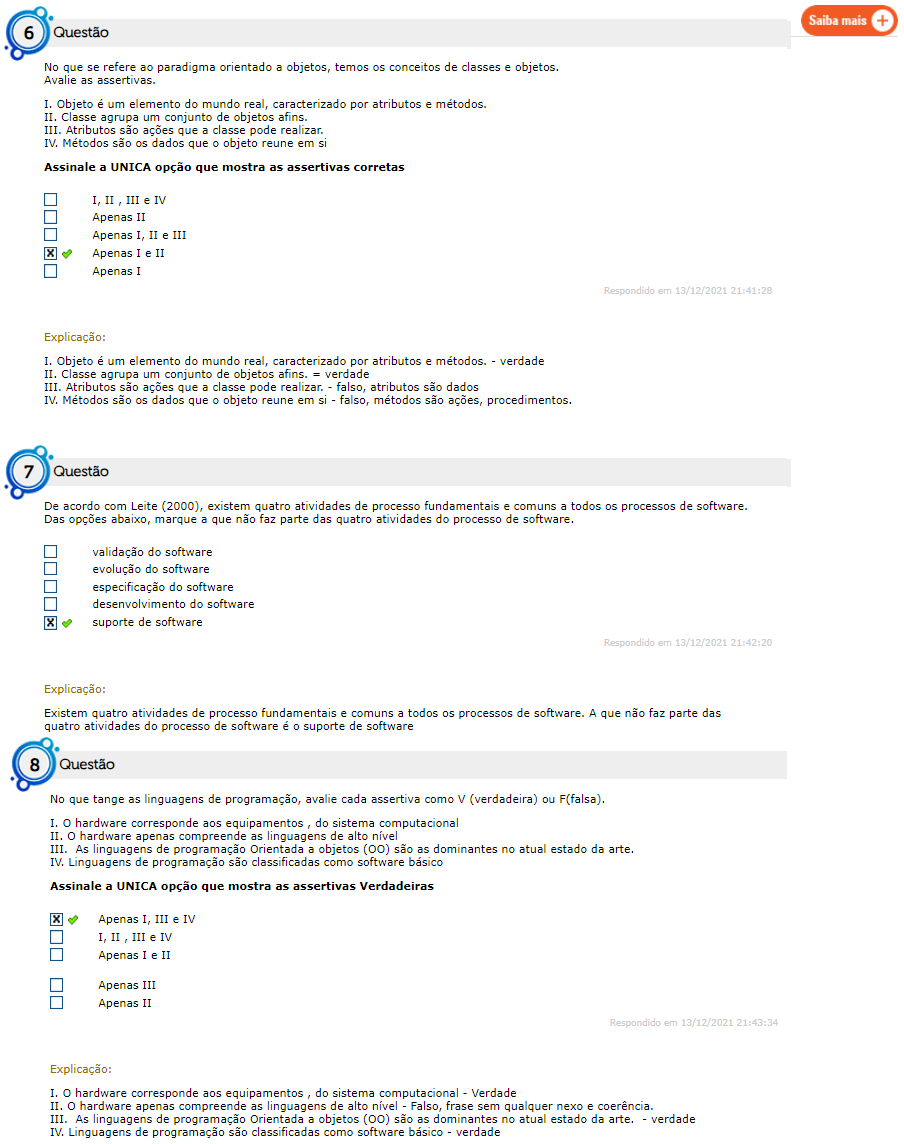 Saiba mais
6 Questão
No que se refere ao paradigma orientado a objetos, temos os conceitos de classes e objetos.
Avalie as assertivas.
I. Objeto é um elemento do mundo real, caracterizado por atributos e métodos.
II. Classe agrupa um conjunto de objetos afins.
III. Atributos são ações que a classe pode realizar.
IV. Métodos são os dados que o objeto reune em si
Assinale a UNICA opção que mostra as assertivas corretas
I, II , III e IV
Apenas II
Apenas I, II e III
Apenas I e II
Apenas I
Respondido em 13/12/2021 21:41:28
Explicação:
I. Objeto é um elemento do mundo real, caracterizado por atributos e métodos. - verdade
II. Classe agrupa um conjunto de objetos afins. = verdade
III. Atributos são ações que a classe pode realizar. - falso, atributos são dados
IV. Métodos são os dados que o objeto reune em si - falso, métodos são ações, procedimentos.
7 Questão
De acordo com Leite (2000), existem quatro atividades de processo fundamentais e comuns a todos os processos de software.
Das opções abaixo, marque a que não faz parte das quatro atividades do processo de software.
validação do software
evolução do software
especificação do software
desenvolvimento do software
suporte de software
Respondido em 13/12/2021 21:42:20
Explicação:
Existem quatro atividades de processo fundamentais e comuns a todos os processos de software. A que não faz parte das
quatro atividades do processo de software é o suporte de software
8 Questão
No que tange as linguagens de programação, avalie cada assertiva como V (verdadeira) ou F(falsa).
I. O hardware corresponde aos equipamentos , do sistema computacional
II. O hardware apenas compreende as linguagens de alto nível
III. As linguagens de programação Orientada a objetos (OO) são as dominantes no atual estado da arte.
IV. Linguagens de programação são classificadas como software básico
Assinale a UNICA opção que mostra as assertivas Verdadeiras
Apenas I, III e IV
I, II , III e IV
Apenas I e II
Apenas III
Apenas II
Respondido em 13/12/2021 21:43:34
Explicação:
I. O hardware corresponde aos equipamentos , do sistema computacional - Verdade
II. O hardware apenas compreende as linguagens de alto nível - Falso, frase sem qualquer nexo e coerência.
III. As linguagens de programação Orientada a objetos (OO) são as dominantes no atual estado da arte. - verdade
IV. Linguagens de programação são classificadas como software básico - verdade